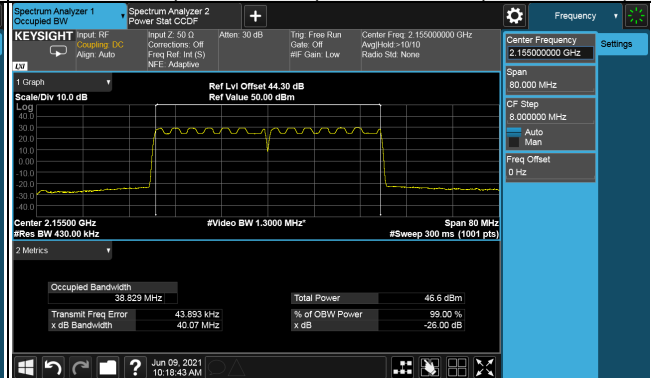 Spectrum Analyzer 1
Occupied BW
Spectrum Analyzer 2
Power Stat CCDF
Frequency
KEYSIGHT
Input: RF
Coupling: DC
Align: Auto
Input Z: 50 Ω
Corrections: Off
Freq Ref: Int (S)
NFE: Adaptive
Atten: 30 dB
Trig: Free Run
Gate: Off
#IF Gain: Low
Center Freq: 2.155000000 GHz
Avg|Hold:>10/10
Radio Std: None
LXI
Center Frequency
2.155000000 GHz
Settings
Span
80.000 MHz
CF Step
8.000000 MHz
Auto
Man
Freq Offset
0 Hz
1 Graph
Scale/Div 10.0 dB
Ref Lvl Offset 44.30 dB
Ref Value 50.00 dBm
Log
40.0
30.0
20.0
10.0
0.00
-10.0
-20.0
-30.0
-40.0
Center 2.15500 GHz
#Res BW 430.00 kHz
#Video BW 1.3000 MHz*
Span 80 MHz
#Sweep 300 ms (1001 pts)
2 Metrics
Occupied Bandwidth
38.829 MHz
Transmit Freq Error 43.893 kHz
x dB Bandwidth 40.07 MHz
Total Power 46.6 dBm
% of OBW Power 99.00 %
x dB -26.00 dB
?
Jun 09, 2021
10:18:43 AM